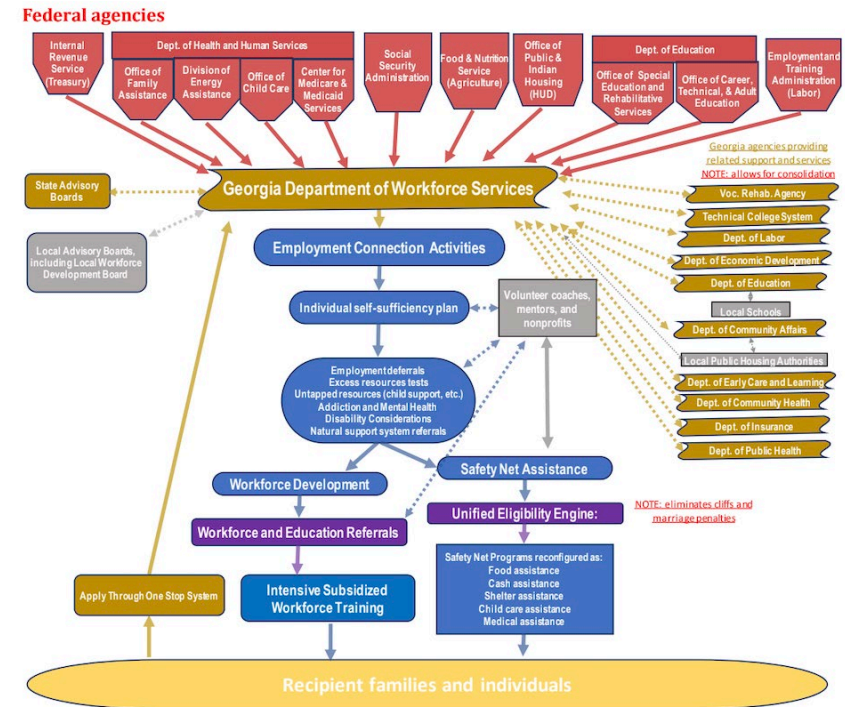 Federal agencies
Internal
Revenue
Service
(Treasury)
Dept. of Health and Human Services
Office of
Family
Assistance
Division of
Energy
Assistance
Office of
Child Care
Center for
Medicare &
Medicaid
Services
Social
Security
Administration
Food & Nutrition
Service
(Agriculture)
Office of
Public &
Indian
Housing
(HUD)
Dept. of Education
Office of Special
Education and
Rehabilitative
Services
Office of Career,
Technical, & Adult
Education
Employment and
Training
Administration
(Labor)
Georgia agencies providing
related support and services
NOTE: allows for consolidation
State Advisory
Boards
Georgia Department of Workforce Services
Voc. Rehab. Agency
Technical College System
Dept. of Labor
Dept. of Economic Development
Dept. of Education
Local Schools
Dept. of Community Affairs
Local Public Housing Authorities
Dept. of Early Care and Learning
Dept. of Community Health
Dept. of Insurance
Dept. of Public Health
Local Advisory Boards,
including Local Workforce
Development Board
Employment Connection Activities
Individual self-sufficiency plan
Volunteer coaches,
mentors, and
nonprofits
Employment deferrals
Excess resources tests
Untapped resources (child support, etc.)
Addiction and Mental Health
Disability Considerations
Natural support system referrals
Workforce Development
Safety Net Assistance
Workforce and Education Referrals
Unified Eligibility Engine:
NOTE: eliminates cliffs and
marriage penalties
Apply Through One Stop System
Intensive Subsidized
Workforce Training
Safety Net Programs reconfigured as:
Food assistance
Cash assistance
Shelter assistance
Child care assistance
Medical assistance
Recipient families and individuals